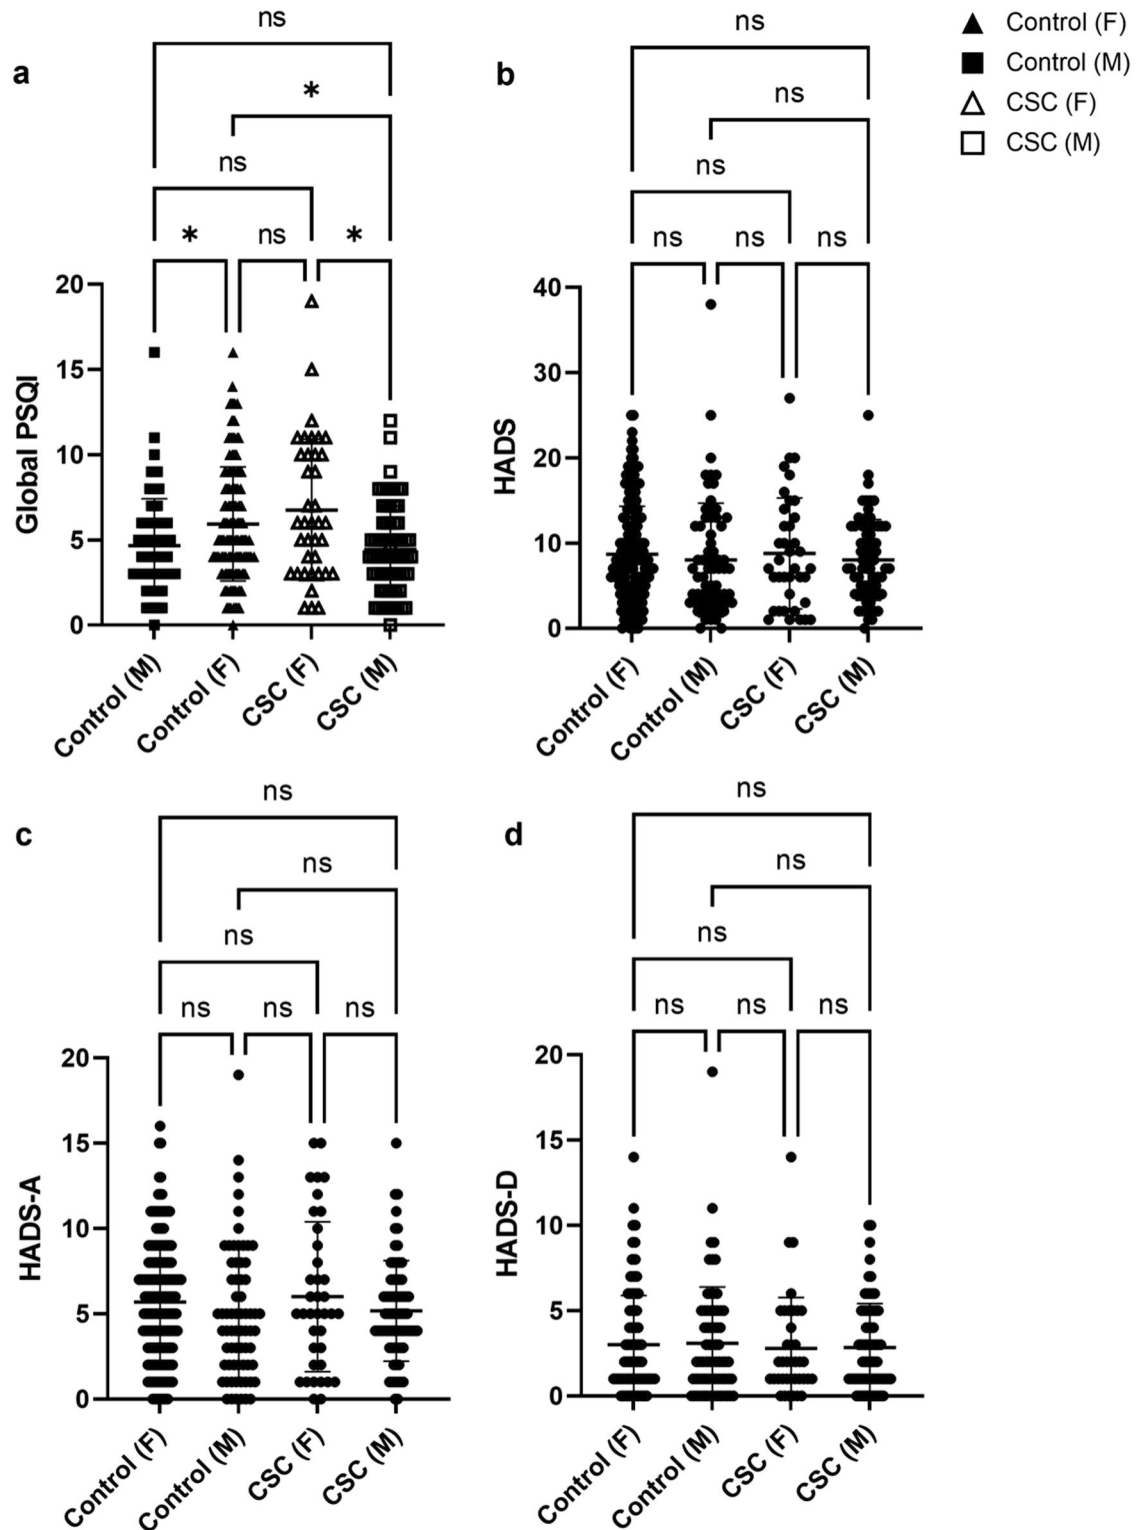 a
ns
*
ns
*
ns
*
Global PSQI
20
15
10
5
0
Control (M)
Control (F)
CSC (F)
CSC (M)
b
ns
ns
ns
ns
ns
ns
HADS
40
30
20
10
0
Control (F)
Control (M)
CSC (F)
CSC (M)
Control (F)
Control (M)
CSC (F)
CSC (M)
c
ns
ns
ns
ns
ns
ns
HADS-A
20
15
10
5
0
Control (F)
Control (M)
CSC (F)
CSC (M)
d
ns
ns
ns
ns
ns
ns
HADS-D
20
15
10
5
0
Control (F)
Control (M)
CSC (F)
CSC (M)